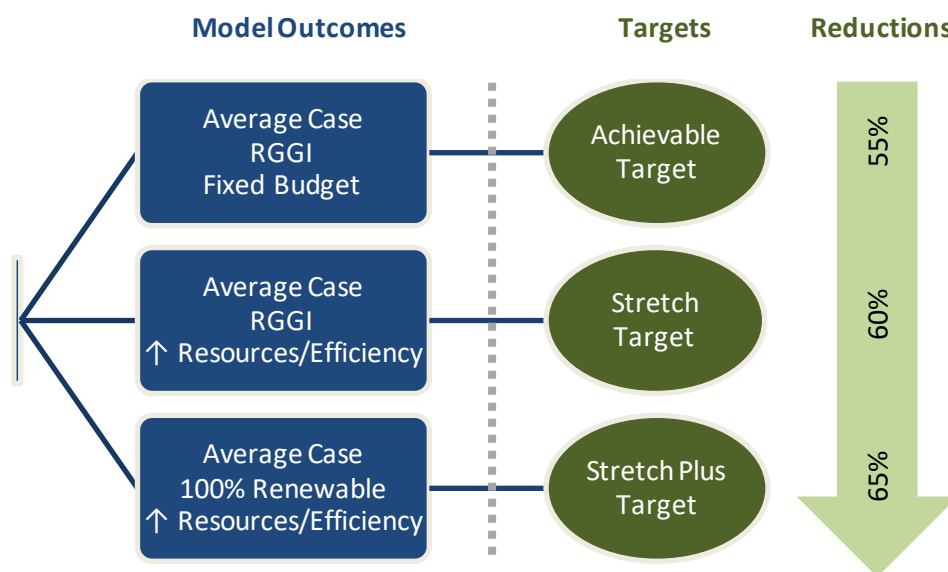 Model Outcomes
Targets
Reductions
Average Case
RGGI
Fixed Budget
Achievable
Target
55%
Average Case
RGGI
↑ Resources/Efficiency
Stretch
Target
60%
Average Case
100% Renewable
↑ Resources/Efficiency
Stretch Plus
Target
65%